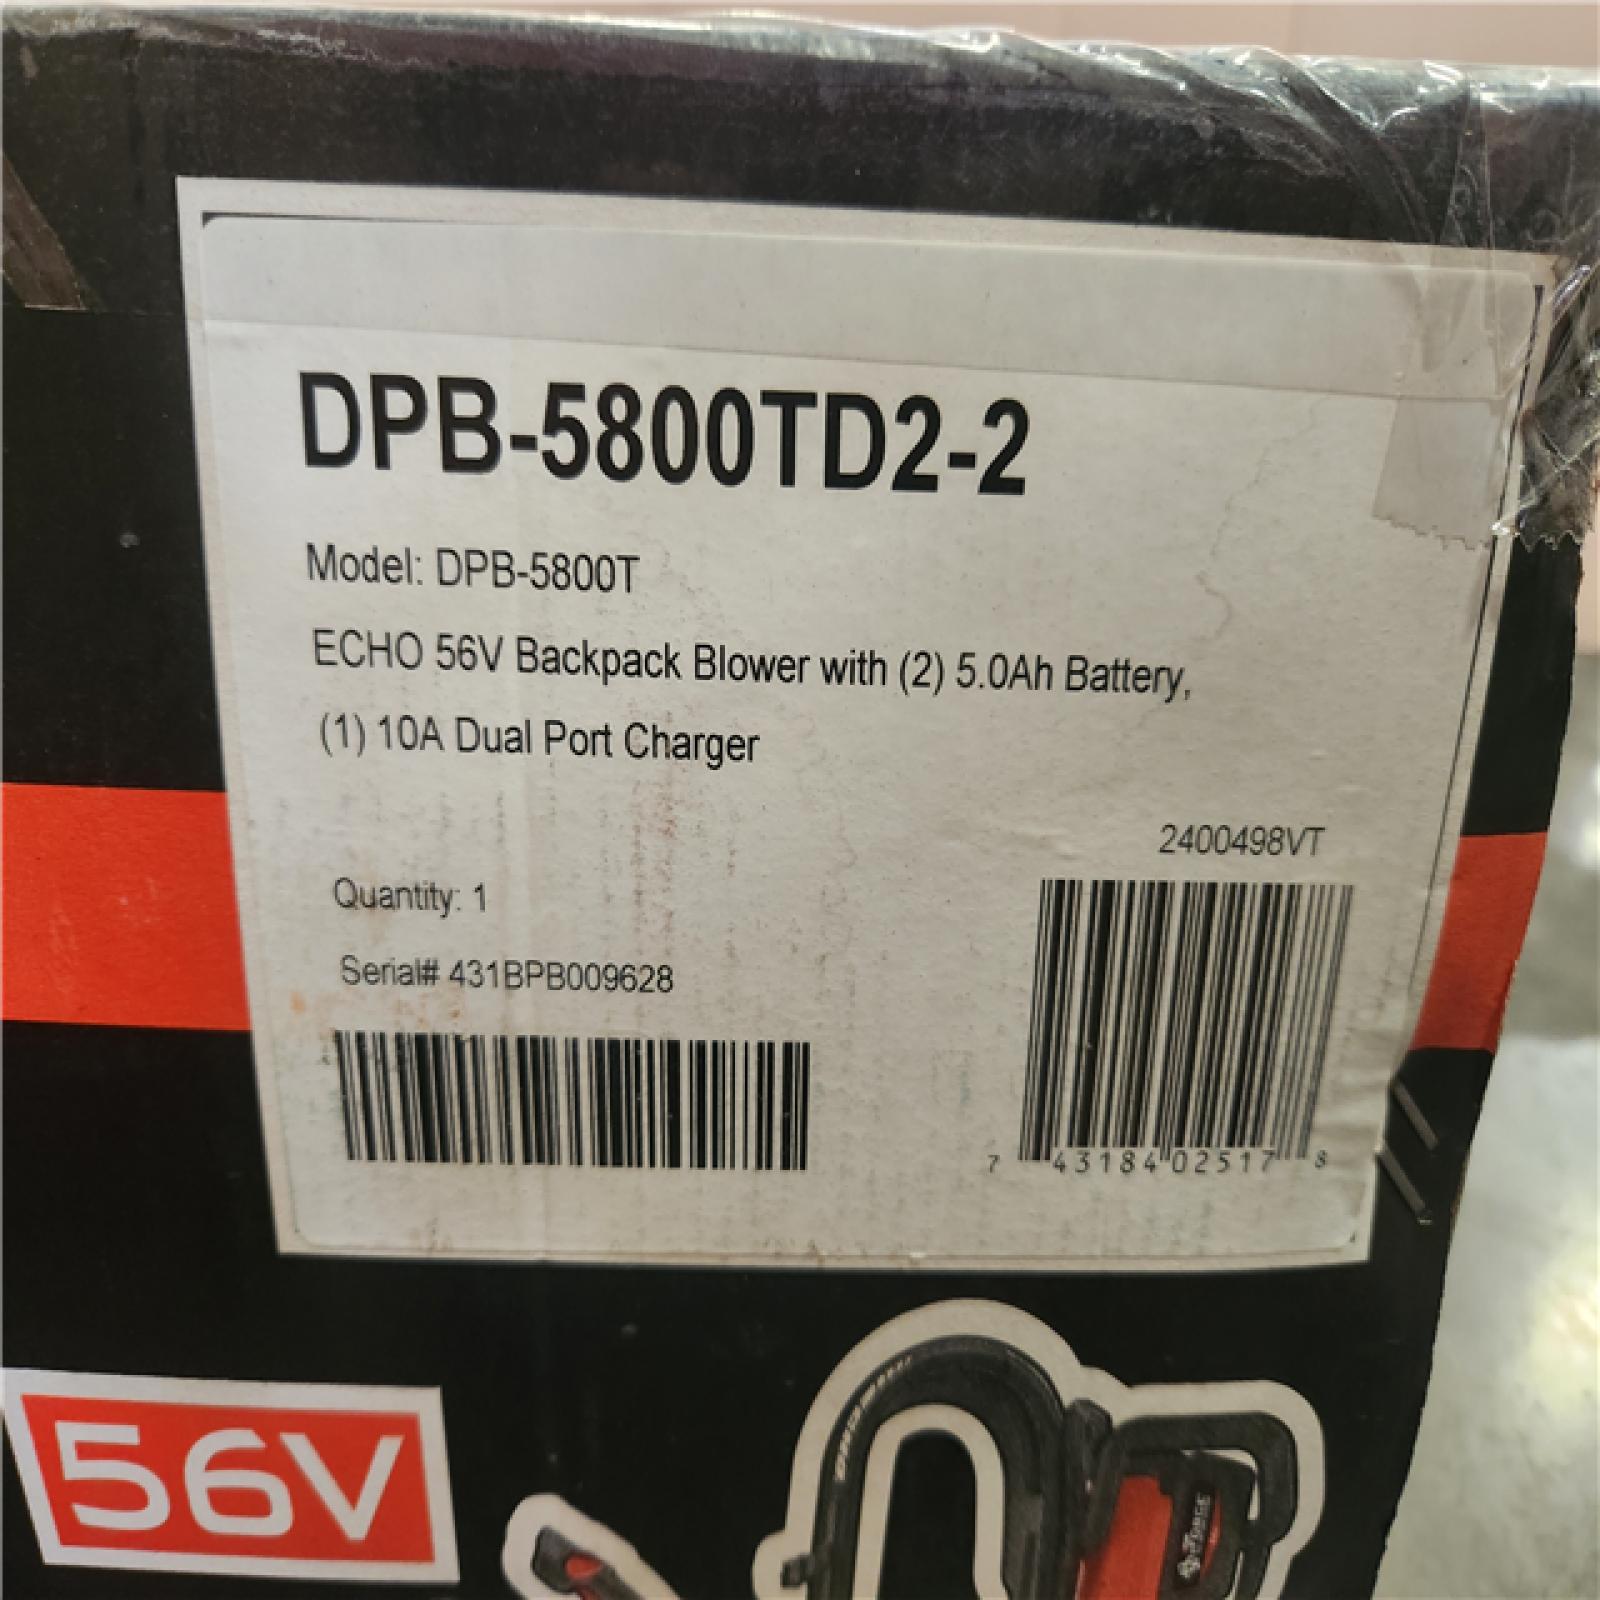 DPB-5800TD2-2
Model: DPB-5800T
ECHO 56V Backpack Blower with (2) 5.0Ah Battery,
(1) 10A Dual Port Charger
2400498VT
Quantity: 1
Serial# 431BPB009628
7 43184 02517 8
56V